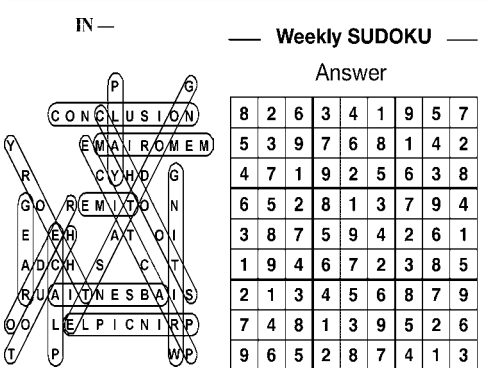 IN —
P G
C O N C L U S I O N
Y E M A I R O M E M
R C Y H D G
G O R E M I T O N
E E H A T O I
A D C H S C T
R U A I T N E S B A I S
O O L E L P I C N I R P
T P W P
Weekly SUDOKU
Answer
8 2 6 3 4 1 9 5 7
5 3 9 7 6 8 1 4 2
4 7 1 9 2 5 6 3 8
6 5 2 8 1 3 7 9 4
3 8 7 5 9 4 2 6 1
1 9 4 6 7 2 3 8 5
2 1 3 4 5 6 8 7 9
7 4 8 1 3 9 5 2 6
9 6 5 2 8 7 4 1 3